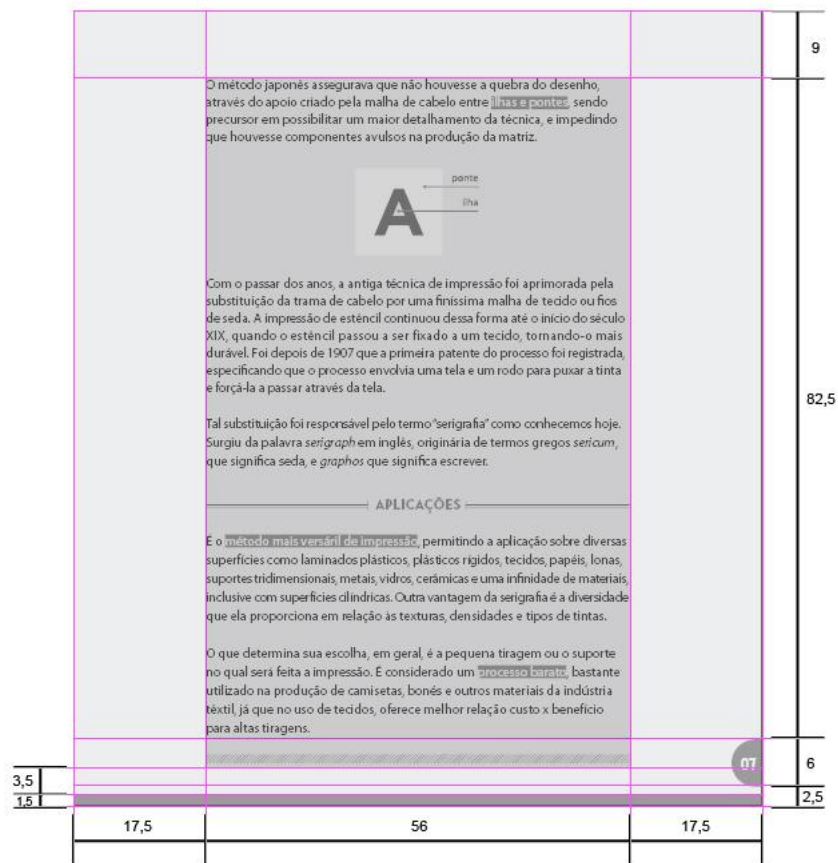 9
O método japonês assegurava que não houvesse a quebra do desenho,
através do apoio criado pela malha de cabelo entre ilhas e pontes, sendo
precursor em possibilitar um maior detalhamento da técnica, e impedindo
que houvesse componentes avulsos na produção da matriz.
ponte
ilha
A
Com o passar dos anos, a antiga técnica de impressão foi aprimorada pela
substituição da trama de cabelo por uma finíssima malha de tecido ou fios
de seda. A impressão de estêncil continuou dessa forma até o início do século
XIX, quando o estêncil passou a ser fixado a um tecido, tornando-o mais
durável. Foi depois de 1907 que a primeira patente do processo foi registrada,
especificando que o processo envolvia uma tela e um rodo para puxar a tinta
e forçá-la a passar através da tela.
82,5
Tal substituição foi responsável pelo termo "serigrafia" como conhecemos hoje.
Surgiu da palavra serigraph em inglês, originária de termos gregos sericum,
que significa seda, e graphos que significa escrever.
APLICAÇÕES
É o método mais versáril de impressão, permitindo a aplicação sobre diversas
superfícies como laminados plásticos, plásticos rígidos, tecidos, papéis, lonas,
suportes tridimensionais, metais, vidros, cerâmicas e uma infinidade de materiais,
inclusive com superfícies cilíndricas. Outra vantagem da serigrafia é a diversidade
que ela proporciona em relação às texturas, densidades e tipos de tintas.
O que determina sua escolha, em geral, é a pequena tiragem ou o suporte
no qual será feita a impressão. É considerado um processo barato, bastante
utilizado na produção de camisetas, bonés e outros materiais da indústria
têxtil, já que no uso de tecidos, oferece melhor relação custo x benefício
para altas tiragens.
07
6
3,5
1,5
2,5
17,5
56
17,5